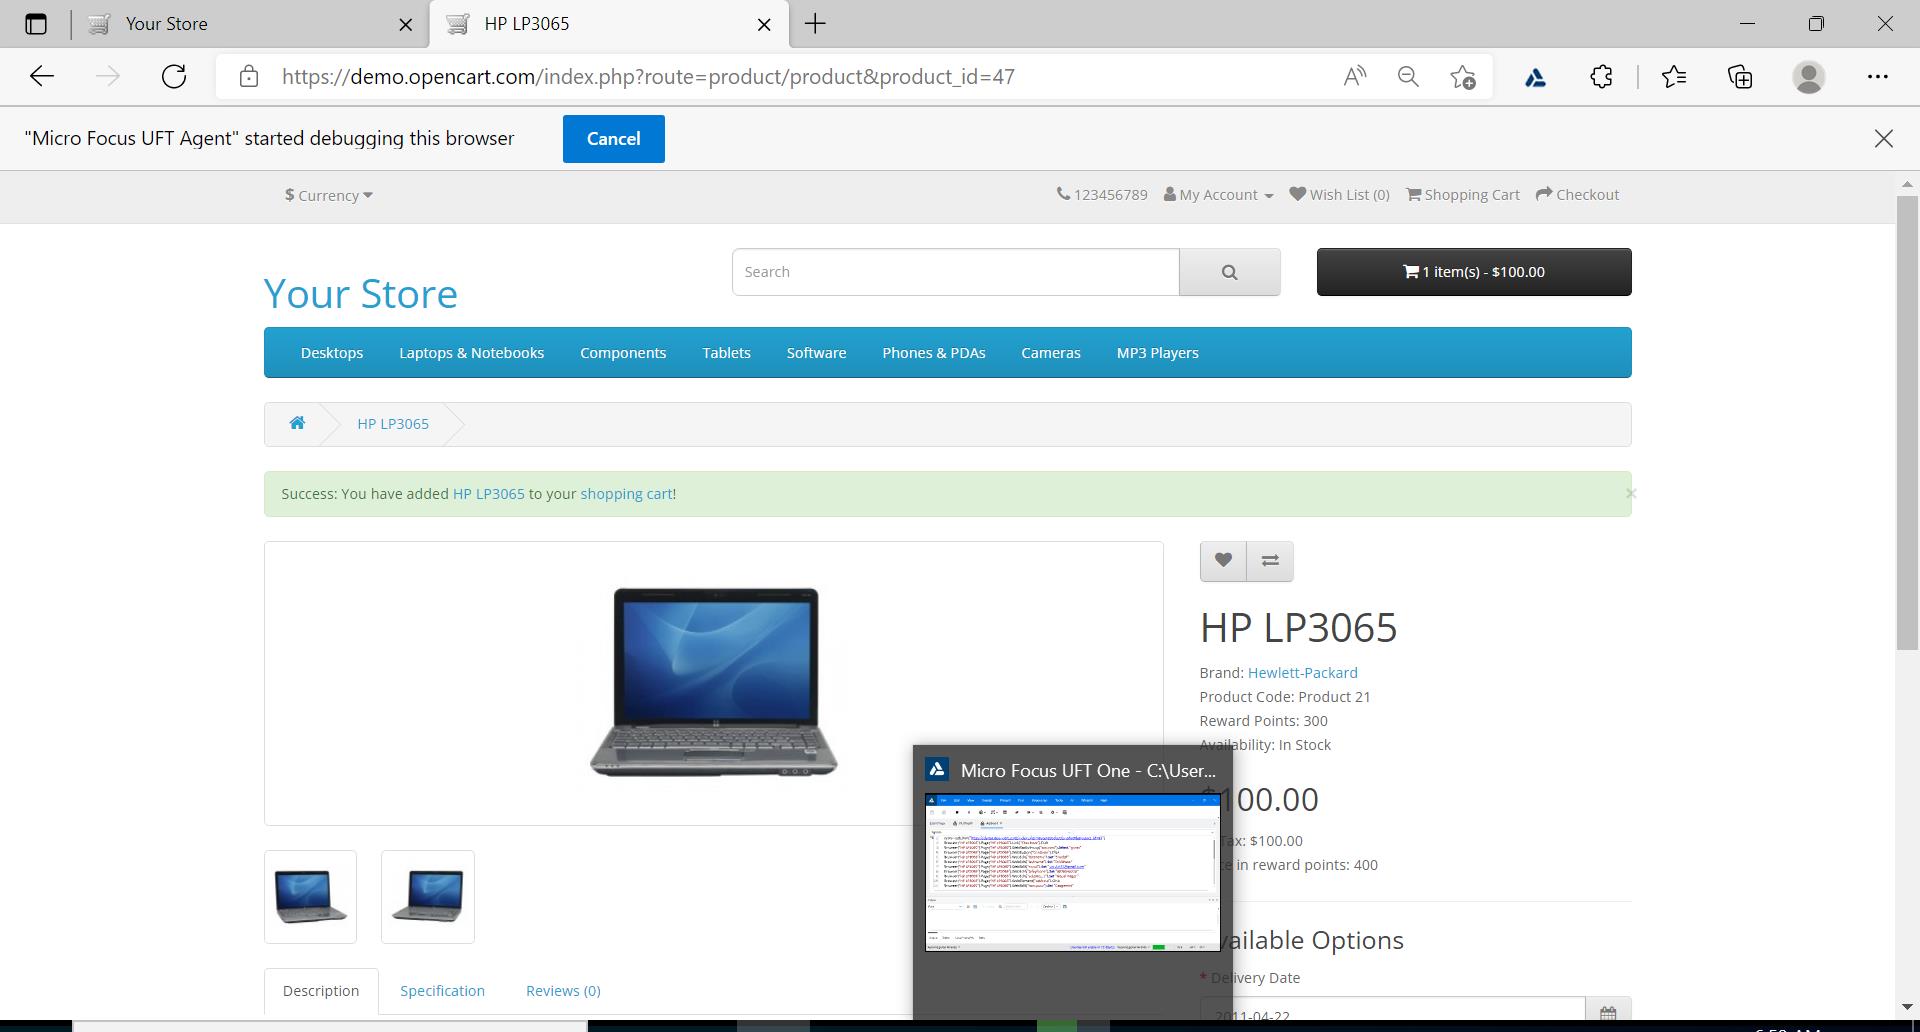 Your Store
HP LP3065
https://demo.opencart.com/index.php?route=product/product&product_id=47
"Micro Focus UFT Agent" started debugging this browser
Cancel
$ Currency
123456789
My Account
Wish List (0)
Shopping Cart
Checkout
Your Store
Search
1 item(s) - $100.00
Desktops
Laptops & Notebooks
Components
Tablets
Software
Phones & PDAs
Cameras
MP3 Players
HP LP3065
Success: You have added HP LP3065 to your shopping cart!
HP LP3065
Brand: Hewlett-Packard
Product Code: Product 21
Reward Points: 300
Availability: In Stock
Micro Focus UFT One - C:\User...
$100.00
Tax: $100.00
in reward points: 400
Available Options
* Delivery Date
2011-04-22
Description
Specification
Reviews (0)